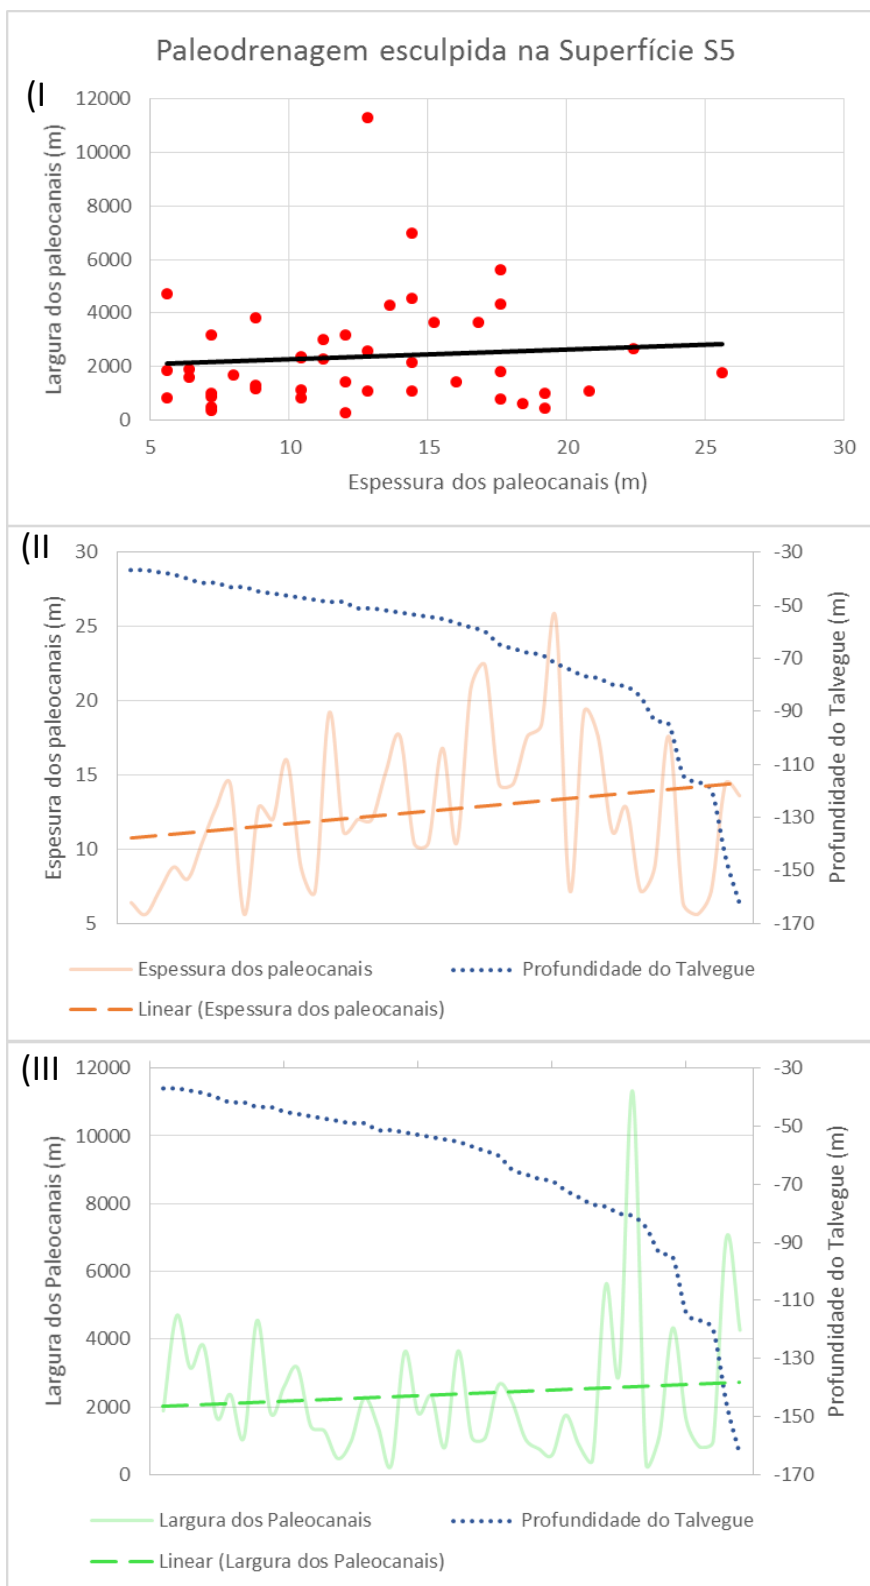 Paleodrenagem esculpida na Superfície S5
(I
Largura dos paleocanais (m)
12000
10000
8000
6000
4000
2000
0
5 10 15 20 25 30
Espessura dos paleocanais (m)
(II
Espesura dos paleocanais (m)
30
25
20
15
10
5
-30
-50
-70
-90
-110
-130
-150
-170
Profundidade do Talvegue (m)
Espessura dos paleocanais
Profundidade do Talvegue
Linear (Espessura dos paleocanais)
(III
Largura dos Paleocanais (m)
12000
10000
8000
6000
4000
2000
0
-30
-50
-70
-90
-110
-130
-150
-170
Profundidade do Talvegue (m)
Largura dos Paleocanais
Profundidade do Talvegue
Linear (Largura dos Paleocanais)